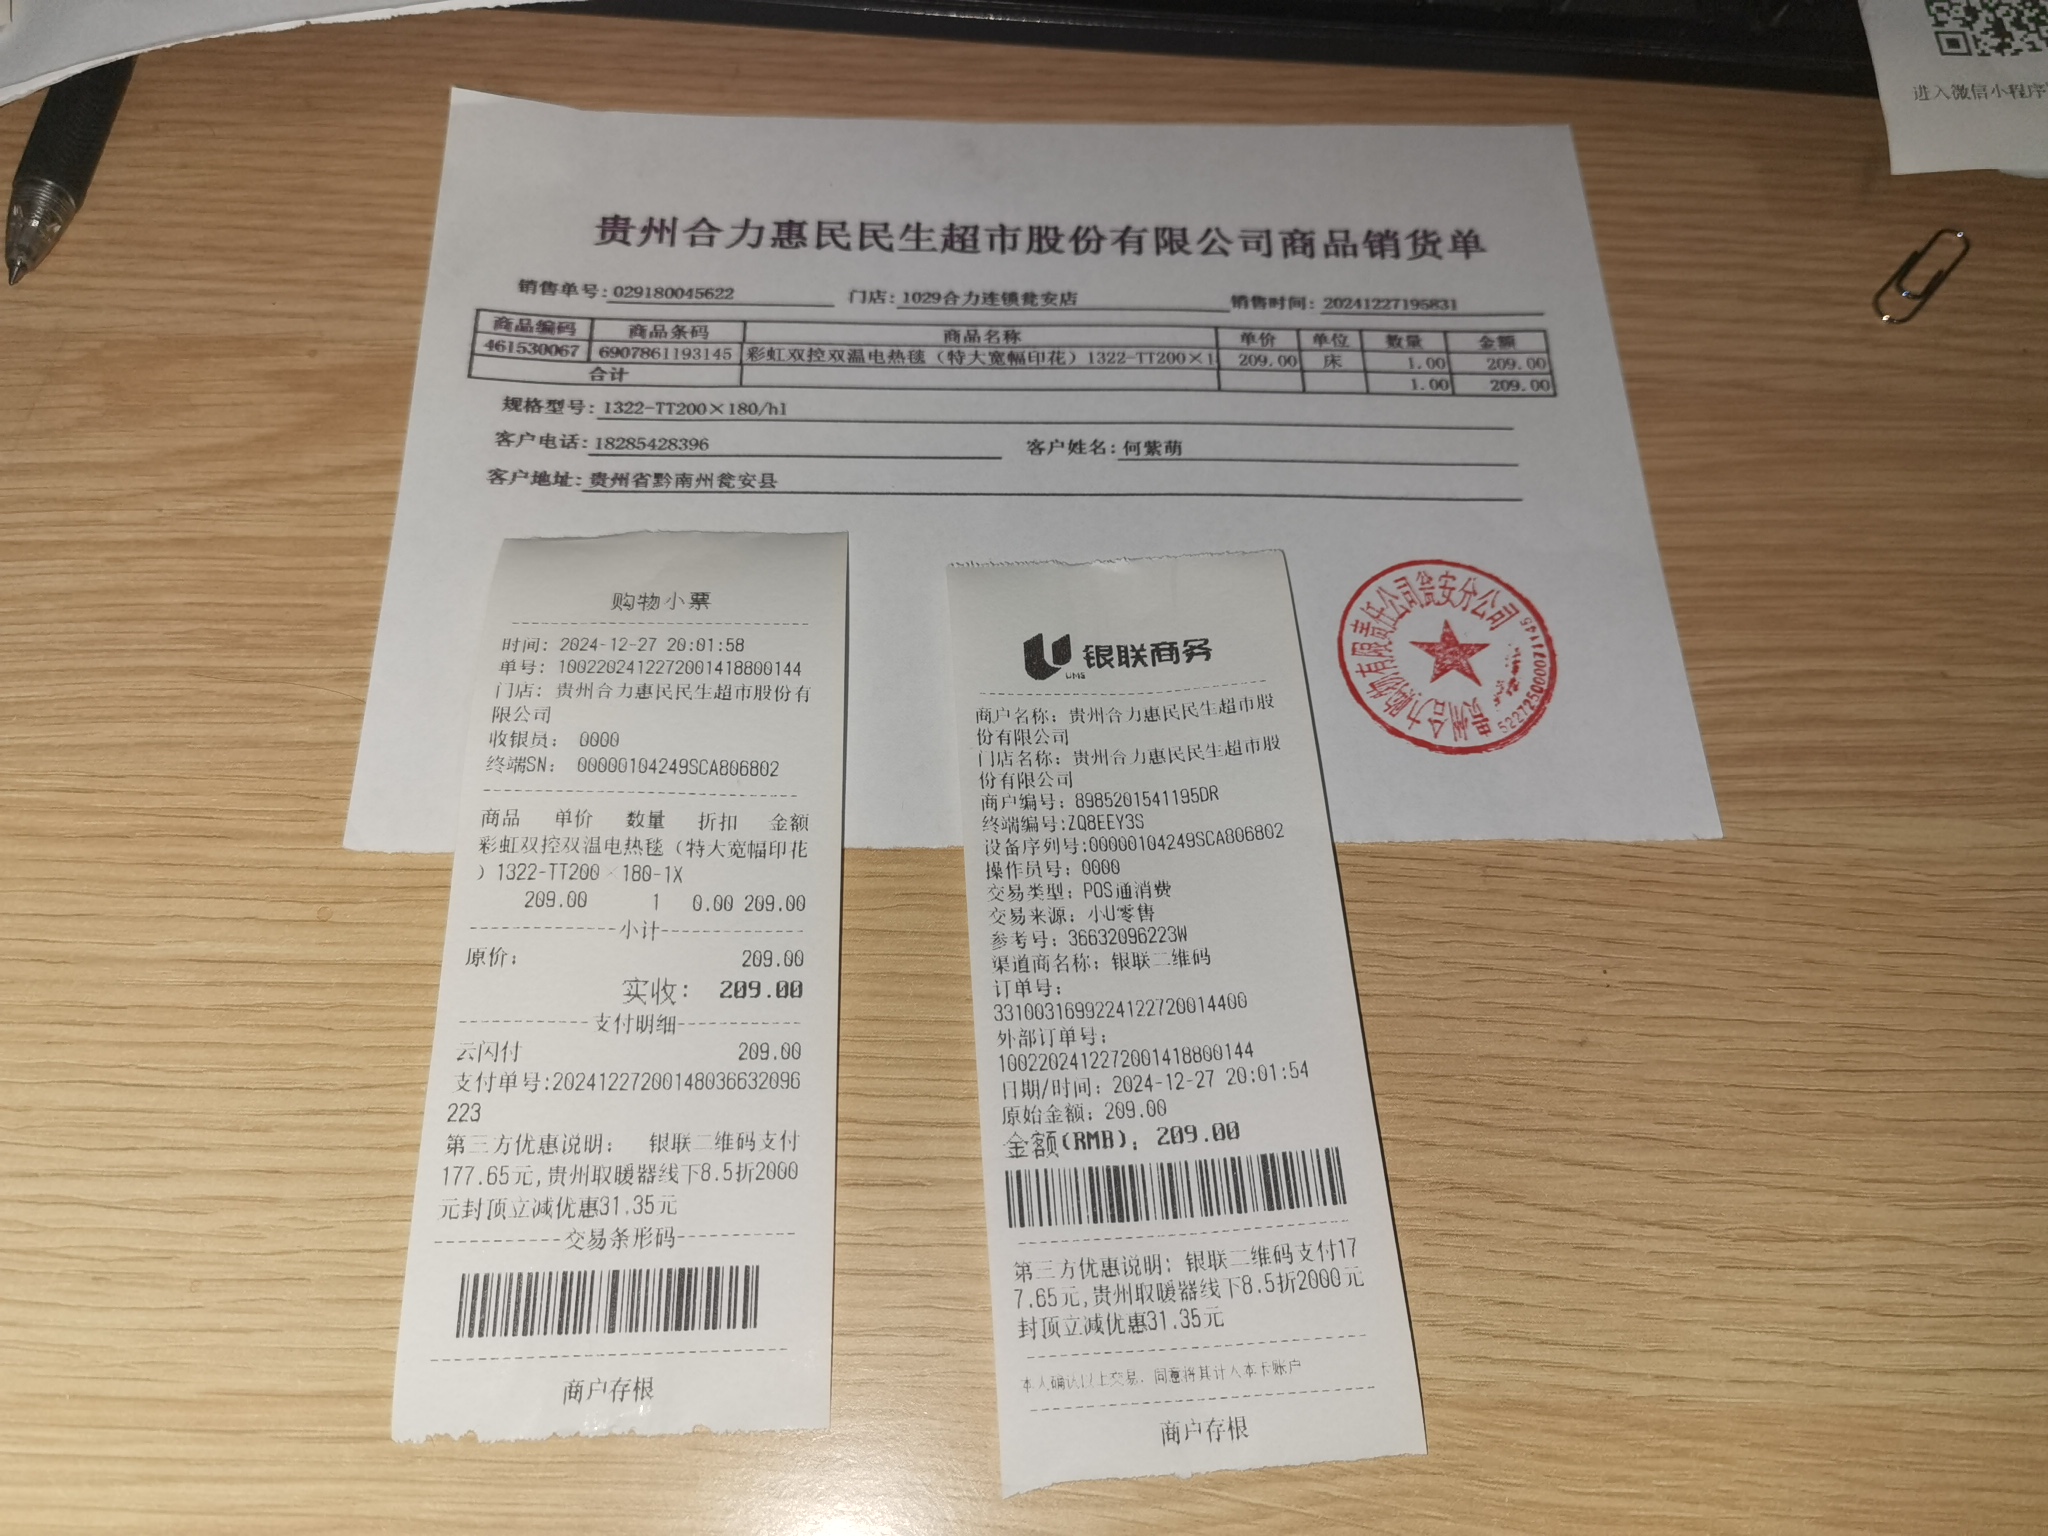 进入微信小程序
贵州合力惠民民生超市股份有限公司商品销货单
销售单号：029180045622 门店：1029合力连锁瓮安店 销售时间：20241227195831
商品编码 商品条码 商品名称 单价 单位 数量 金额
461530067 6907861193145 彩虹双控双温电热毯（特大宽幅印花）1322-TT200×1 209.00 床 1.00 209.00
合计 1.00 209.00
规格型号：1322-TT200×180/h1
客户电话：18285428396 客户姓名：何紫萌
客户地址：贵州省黔南州瓮安县
贵州合力购物有限责任公司瓮安分公司
购物小票
时间： 2024-12-27 20:01:58
单号： 10022024122720014188001​44
门店： 贵州合力惠民民生超市股份有
限公司
收银员： 0000
终端SN： 00000104249SCA806802
商品 单价 数量 折扣 金额
彩虹双控双温电热毯（特大宽幅印花
）1322-TT200×180-1X
209.00 1 0.00 209.00
小计
原价： 209.00
实收： 209.00
支付明细
云闪付 209.00
支付单号:20241227200148036632096
223
第三方优惠说明： 银联二维码支付
177.65元,贵州取暖器线下8.5折2000
元封顶立减优惠31.35元
交易条形码
商户存根
银联商务
UMS
商户名称：贵州合力惠民民生超市股
份有限公司
门店名称：贵州合力惠民民生超市股
份有限公司
商户编号：8985201541195DR
终端编号:ZQ8EEY3S
设备序列号:00000104249SCA806802
操作员号：0000
交易类型：POS通消费
交易来源：小U零售
参考号：36632096223W
渠道商名称：银联二维码
订单号：
3310031699224122720014400
外部订单号：
1002202412272001418800144
日期/时间：2024-12-27 20:01:54
原始金额：209.00
金额(RMB)：209.00
第三方优惠说明：银联二维码支付17
7.65元,贵州取暖器线下8.5折2000元
封顶立减优惠31.35元
本人确认以上交易，同意将其计入本卡账户
商户存根